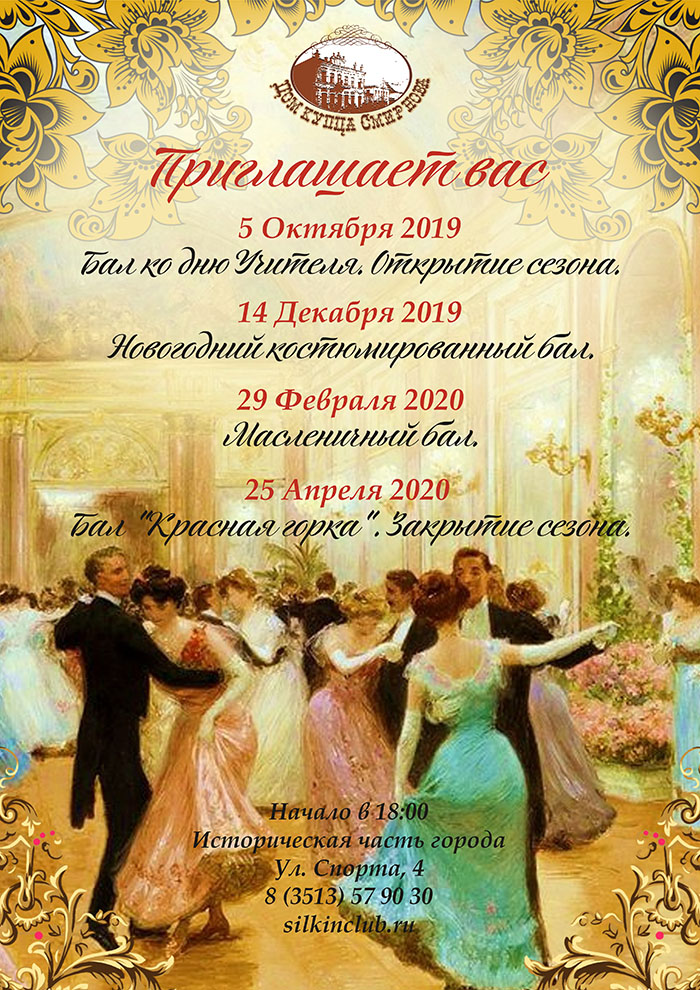 ДОМ КУПЦА СМИРНОВА
Приглашает вас
5 Октября 2019
Бал ко дню Учителя. Открытие сезона.
14 Декабря 2019
Новогодний костюмированный бал.
29 Февраля 2020
Масленичный бал.
25 Апреля 2020
Бал "Красная горка". Закрытие сезона.
Начало в 18:00
Историческая часть города
Ул. Спорта, 4
8 (3513) 57 90 30
silkinclub.ru